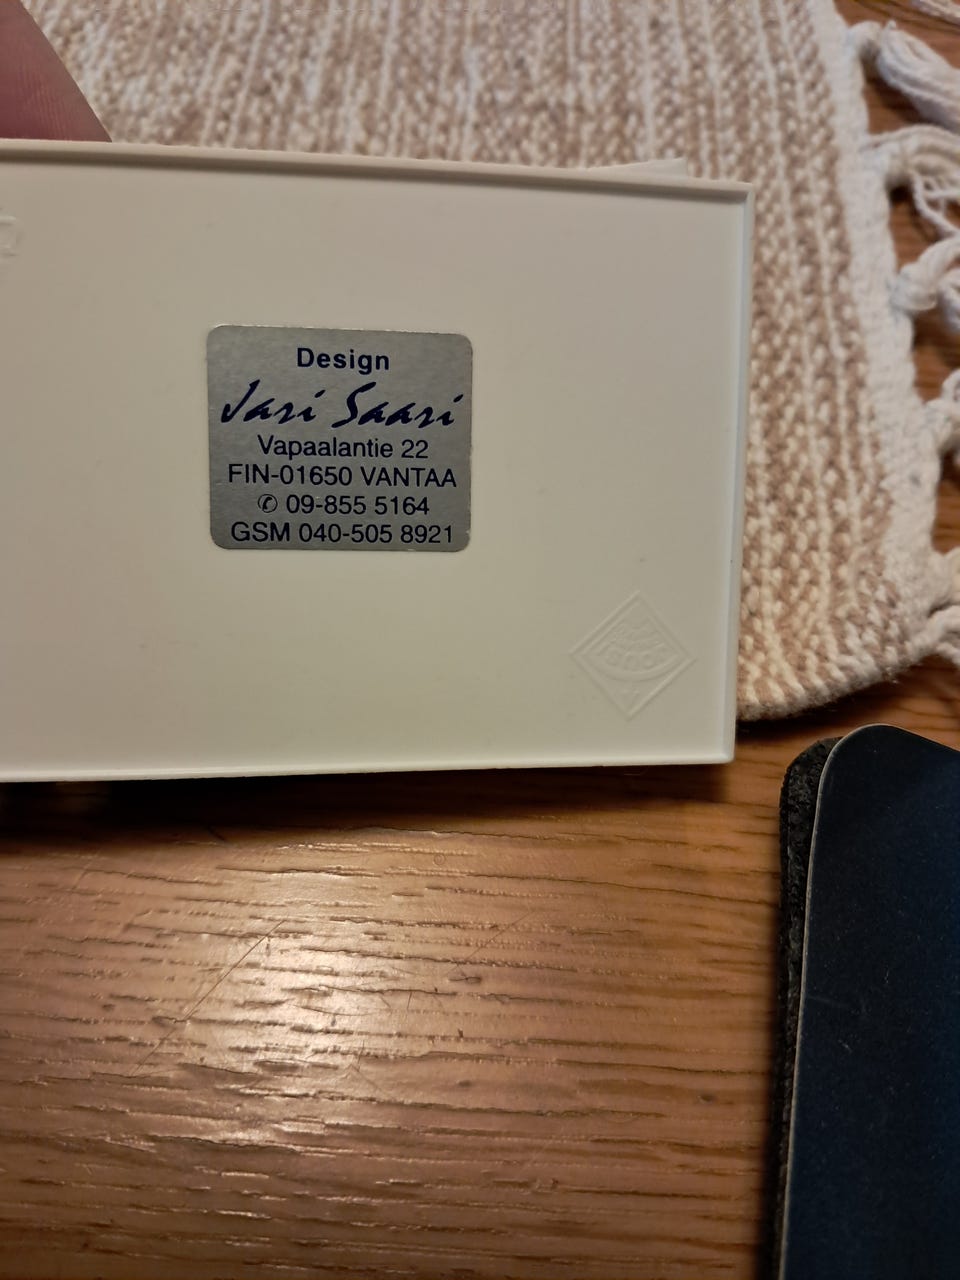 Design
Jari Saari
Vapaalantie 22
FIN-01650 VANTAA
✆ 09-855 5164
GSM 040-505 8921